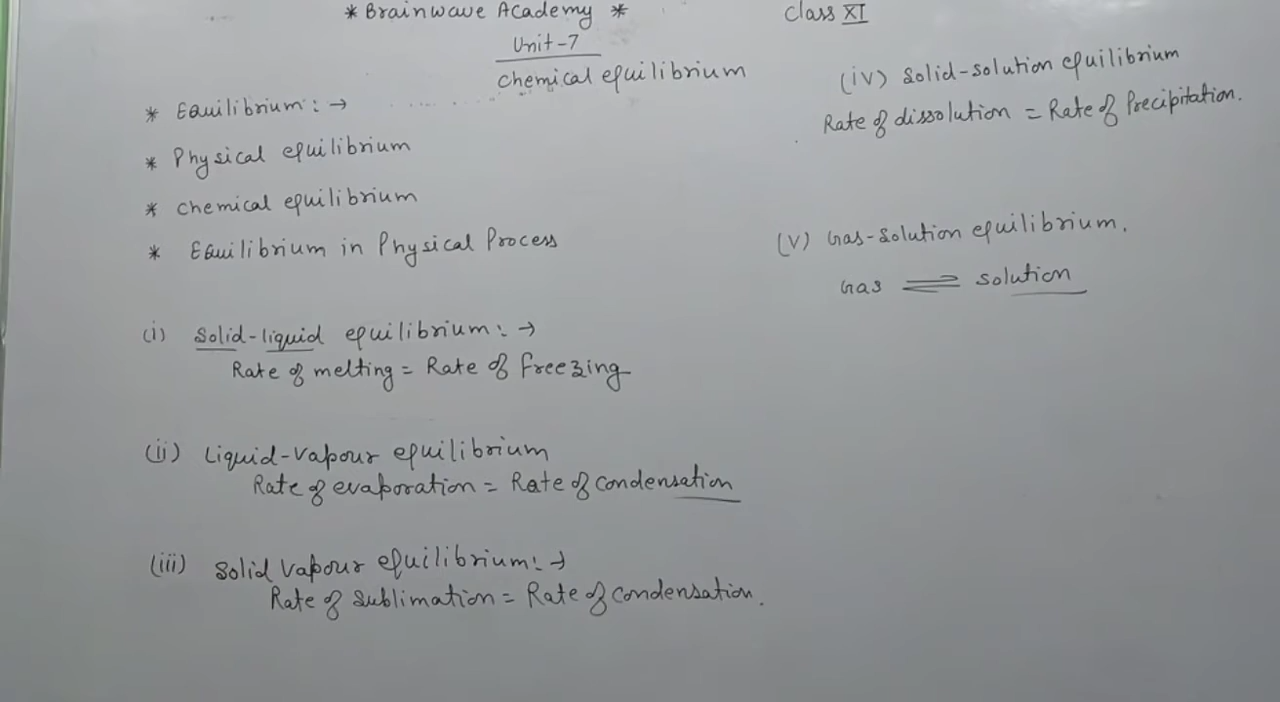 * Brainwave Academy *
Class XI
Unit-7
Chemical equilibrium
* Equilibrium : →
* Physical equilibrium
* Chemical equilibrium
* Equilibrium in Physical Process
(i) Solid-liquid equilibrium : →
Rate of melting = Rate of freezing
(ii) Liquid-Vapour equilibrium
Rate of evaporation = Rate of condensation
(iii) Solid Vapour equilibrium : →
Rate of Sublimation = Rate of condensation.
(iv) Solid-solution equilibrium
Rate of dissolution = Rate of Precipitation.
(v) Gas-Solution equilibrium.
Gas ⇌ solution